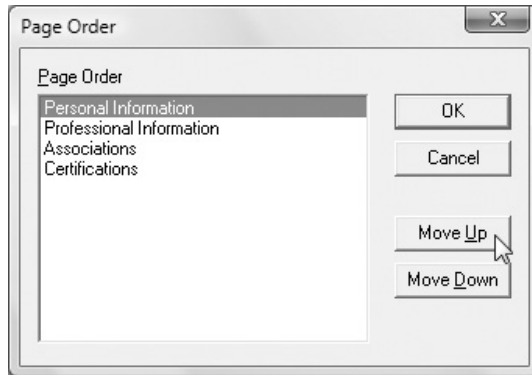 Page Order
Page Order
Personal Information
Professional Information
Associations
Certifications
OK
Cancel
Move Up
Move Down